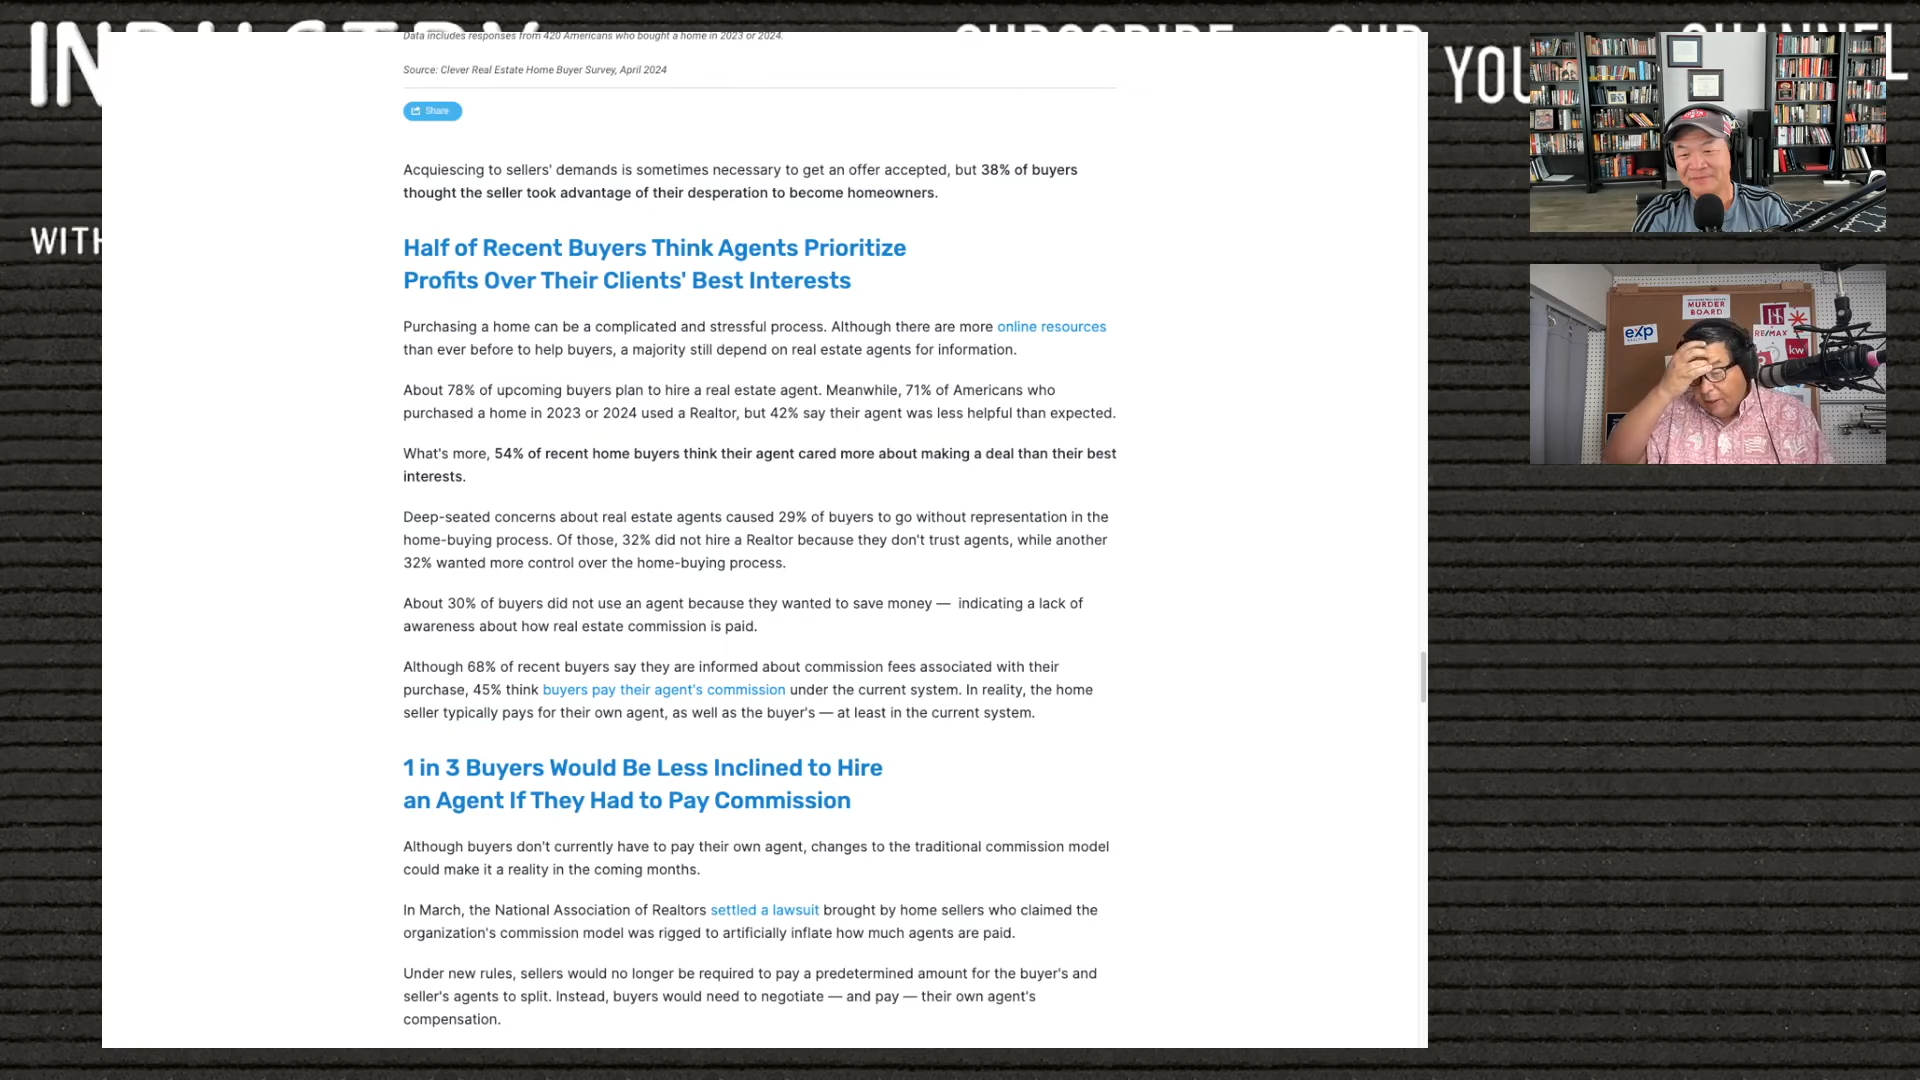 Data includes responses from 420 Americans who bought a home in 2023 or 2024.
Source: Clever Real Estate Home Buyer Survey, April 2024
Share
Acquiescing to sellers' demands is sometimes necessary to get an offer accepted, but 38% of buyers
thought the seller took advantage of their desperation to become homeowners.
Half of Recent Buyers Think Agents Prioritize
Profits Over Their Clients' Best Interests
Purchasing a home can be a complicated and stressful process. Although there are more online resources
than ever before to help buyers, a majority still depend on real estate agents for information.
About 78% of upcoming buyers plan to hire a real estate agent. Meanwhile, 71% of Americans who
purchased a home in 2023 or 2024 used a Realtor, but 42% say their agent was less helpful than expected.
What's more, 54% of recent home buyers think their agent cared more about making a deal than their best
interests.
Deep-seated concerns about real estate agents caused 29% of buyers to go without representation in the
home-buying process. Of those, 32% did not hire a Realtor because they don't trust agents, while another
32% wanted more control over the home-buying process.
About 30% of buyers did not use an agent because they wanted to save money — indicating a lack of
awareness about how real estate commission is paid.
Although 68% of recent buyers say they are informed about commission fees associated with their
purchase, 45% think buyers pay their agent's commission under the current system. In reality, the home
seller typically pays for their own agent, as well as the buyer's — at least in the current system.
1 in 3 Buyers Would Be Less Inclined to Hire
an Agent If They Had to Pay Commission
Although buyers don't currently have to pay their own agent, changes to the traditional commission model
could make it a reality in the coming months.
In March, the National Association of Realtors settled a lawsuit brought by home sellers who claimed the
organization's commission model was rigged to artificially inflate how much agents are paid.
Under new rules, sellers would no longer be required to pay a predetermined amount for the buyer's and
seller's agents to split. Instead, buyers would need to negotiate — and pay — their own agent's
compensation.
INDUSTRY
WITH
SUBSCRIBE OUR
CHANNEL
YOU
MURDER
BOARD
exp
RE/MAX
kw